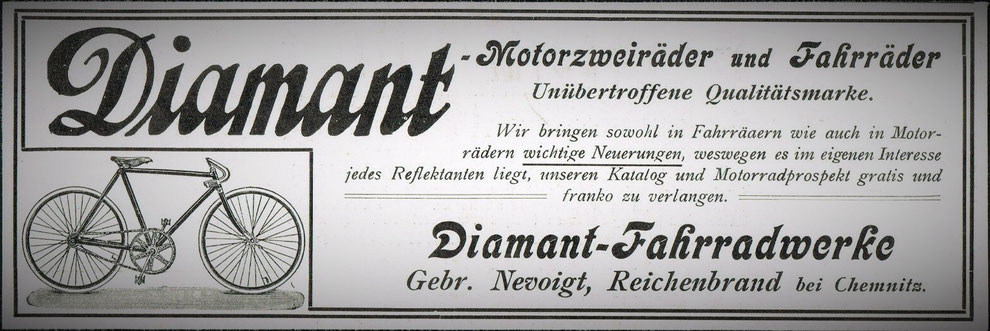 Diamant
-Motorzweiräder und Fahrräder
Unübertroffene Qualitätsmarke.
Wir bringen sowohl in Fahrräaern wie auch in Motor-
rädern wichtige Neuerungen, weswegen es im eigenen Interesse
jedes Reflektanten liegt, unseren Katalog und Motorradprospekt gratis und
franko zu verlangen.
Diamant-Fahrradwerke
Gebr. Nevoigt, Reichenbrand bei Chemnitz.